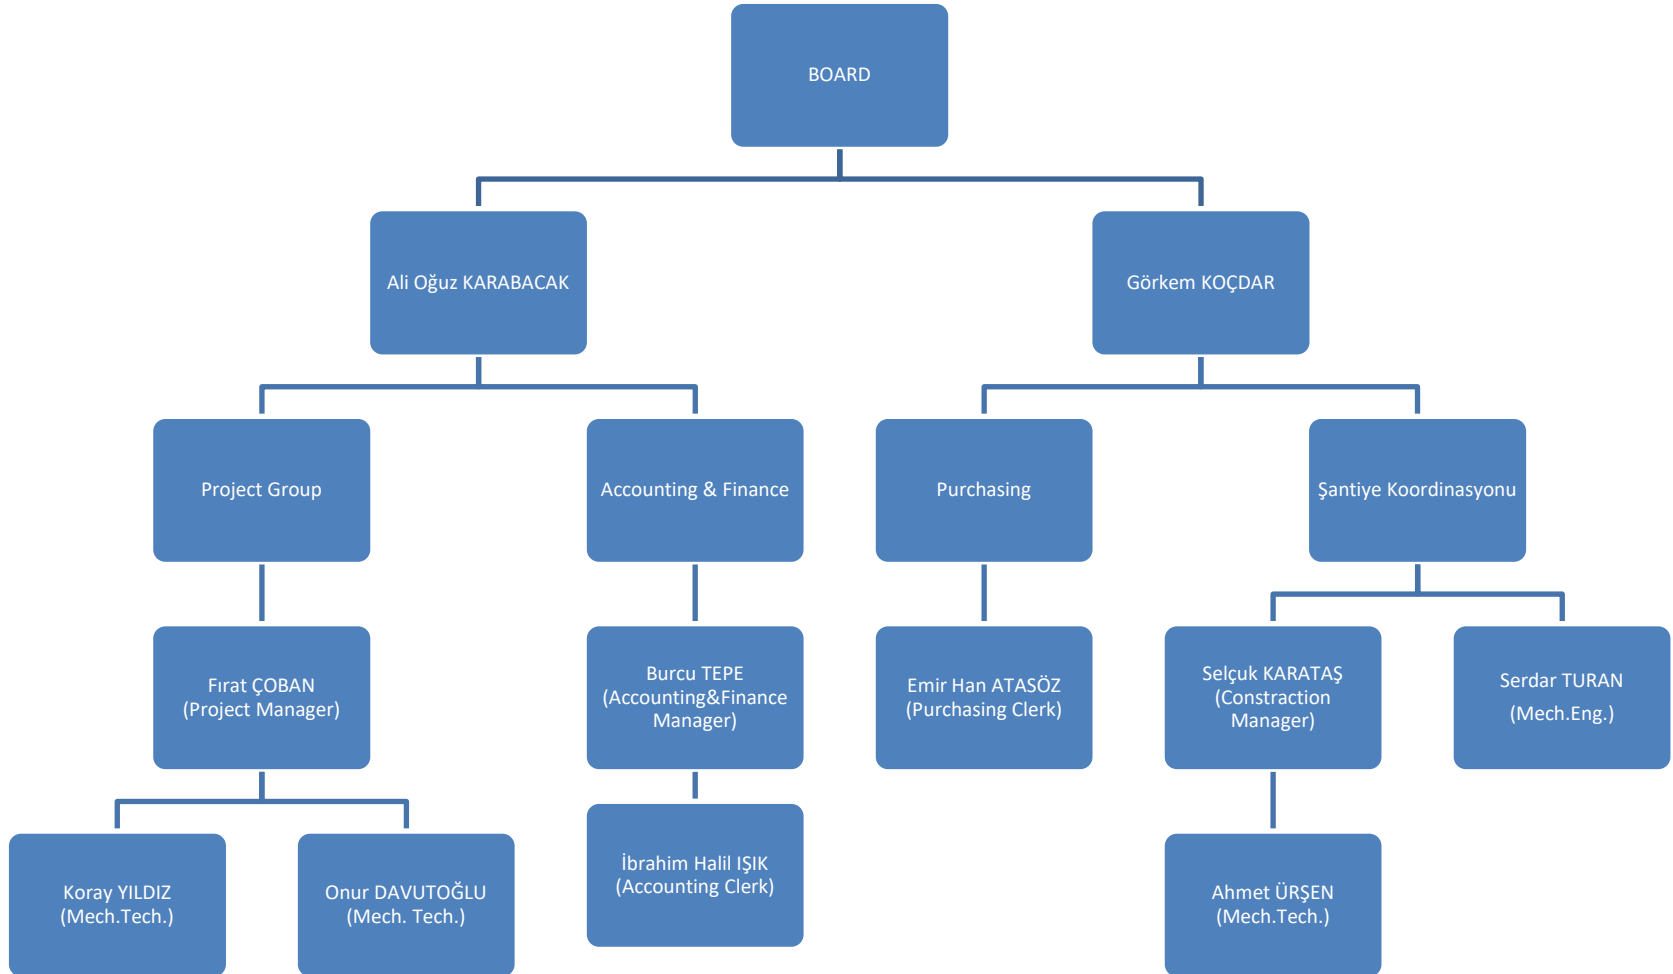 BOARD
Ali Oğuz KARABACAK
Görkem KOÇDAR
Project Group
Accounting & Finance
Purchasing
Şantiye Koordinasyonu
Fırat ÇOBAN
(Project Manager)
Burcu TEPE
(Accounting&Finance
Manager)
Emir Han ATASÖZ
(Purchasing Clerk)
Selçuk KARATAŞ
(Constraction
Manager)
Serdar TURAN
(Mech.Eng.)
Koray YILDIZ
(Mech.Tech.)
Onur DAVUTOĞLU
(Mech. Tech.)
İbrahim Halil IŞIK
(Accounting Clerk)
Ahmet ÜRŞEN
(Mech.Tech.)